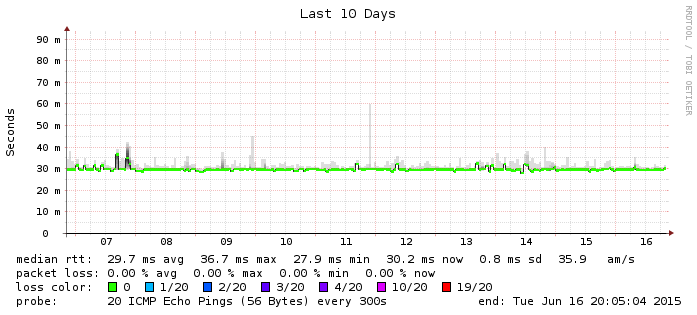 Last 10 Days
RRDTOOL / TOBI OETIKER
Seconds
90 m
80 m
70 m
60 m
50 m
40 m
30 m
20 m
10 m
0
07 08 09 10 11 12 13 14 15 16
median rtt: 29.7 ms avg 36.7 ms max 27.9 ms min 30.2 ms now 0.8 ms sd 35.9 am/s
packet loss: 0.00 % avg 0.00 % max 0.00 % min 0.00 % now
loss color: 0 1/20 2/20 3/20 4/20 10/20 19/20
probe: 20 ICMP Echo Pings (56 Bytes) every 300s end: Tue Jun 16 20:05:04 2015